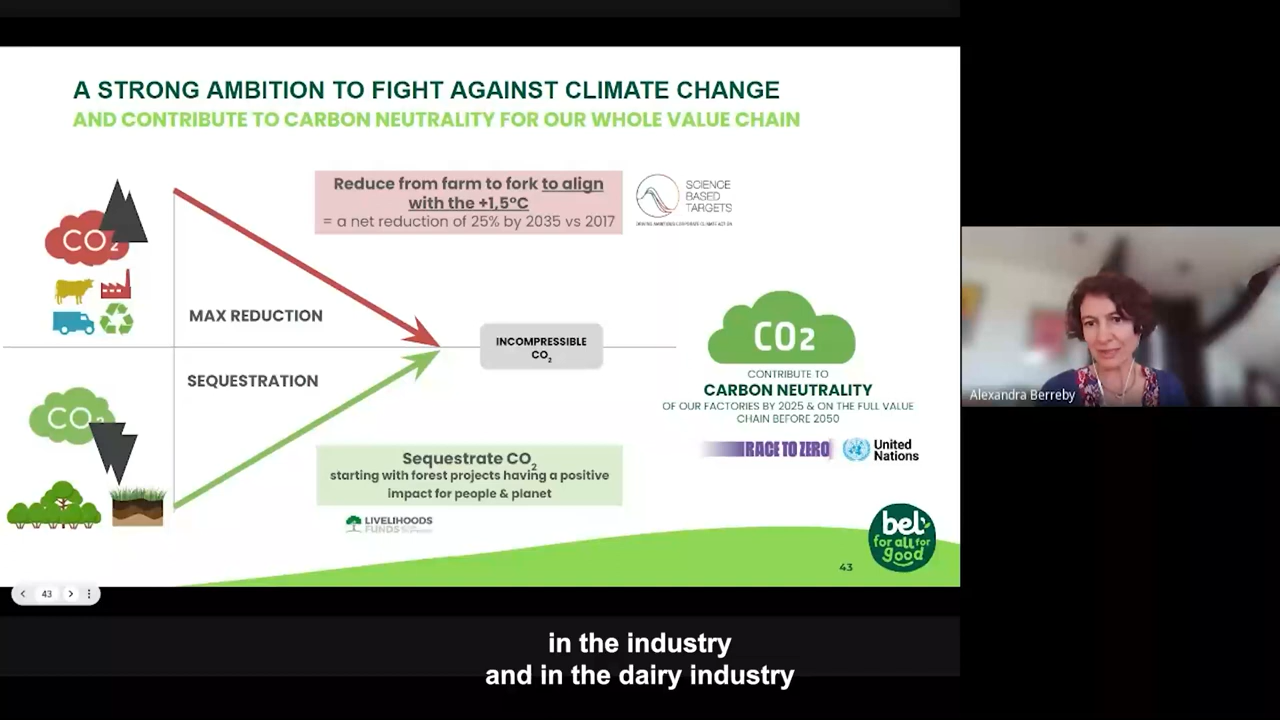 A STRONG AMBITION TO FIGHT AGAINST CLIMATE CHANGE
AND CONTRIBUTE TO CARBON NEUTRALITY FOR OUR WHOLE VALUE CHAIN
Reduce from farm to fork to align
with the +1,5°C
= a net reduction of 25% by 2035 vs 2017
SCIENCE
BASED
TARGETS
CO2
MAX REDUCTION
INCOMPRESSIBLE
CO2
SEQUESTRATION
CO2
CO2
CONTRIBUTE TO
CARBON NEUTRALITY
OF OUR FACTORIES BY 2025 & ON THE FULL VALUE
CHAIN BEFORE 2050
RACE TO ZERO
United
Nations
Sequestrate CO2
starting with forest projects having a positive
impact for people & planet
LIVELIHOODS
FUNDS
bel
for all for
good
43
43
Alexandra Berreby
in the industry
and in the dairy industry